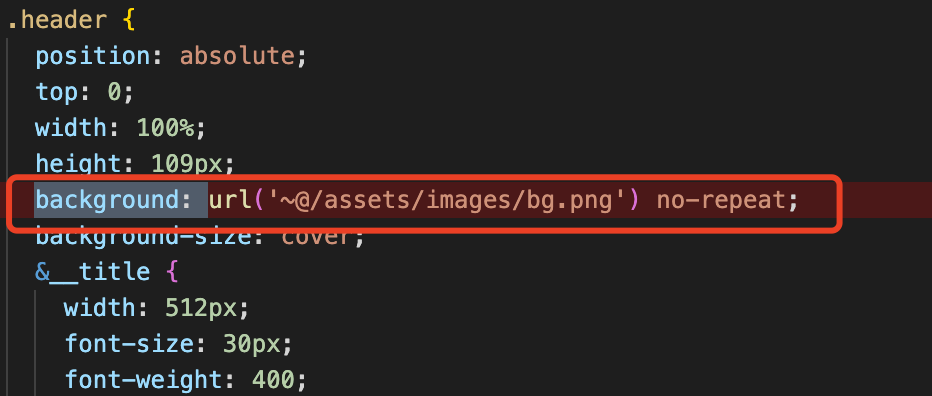 .header {
position: absolute;
top: 0;
width: 100%;
height: 109px;
background: url('~@/assets/images/bg.png') no-repeat;
background-size: cover;
&__title {
width: 512px;
font-size: 30px;
font-weight: 400;